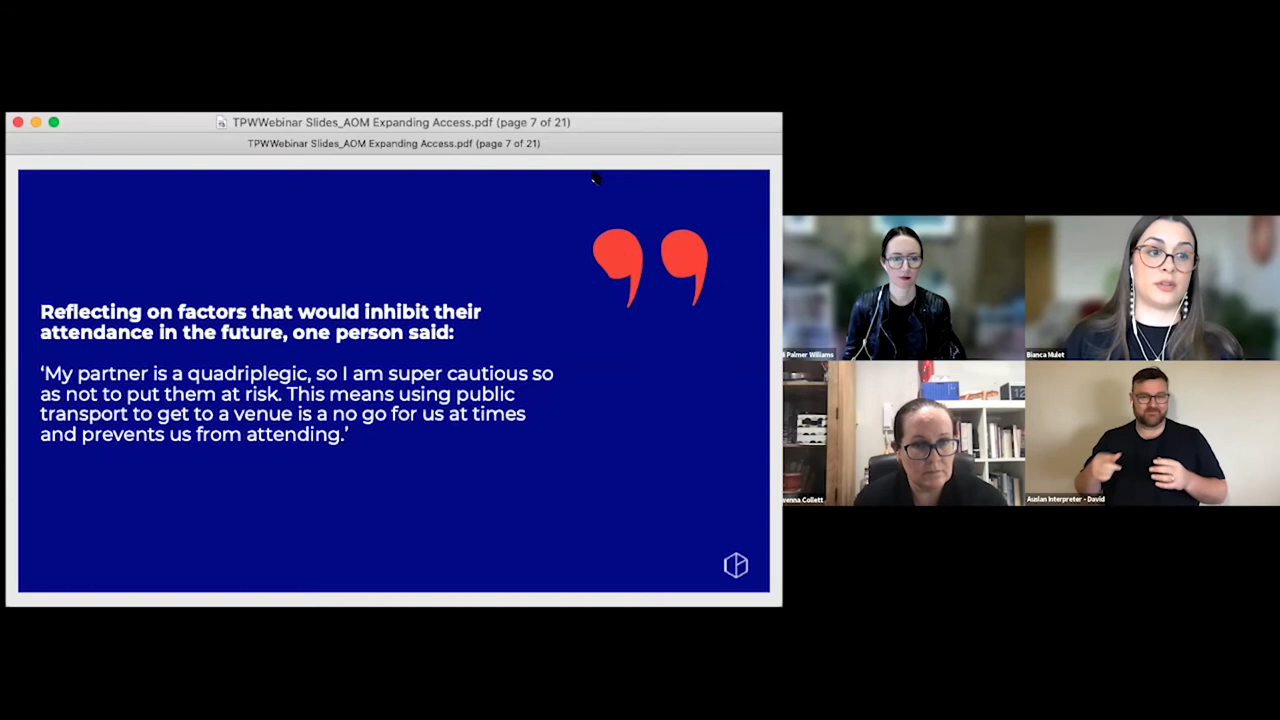 TPWWebinar Slides_AOM Expanding Access.pdf (page 7 of 21)
TPWWebinar Slides_AOM Expanding Access.pdf (page 7 of 21)
Reflecting on factors that would inhibit their
attendance in the future, one person said:
‘My partner is a quadriplegic, so I am super cautious so
as not to put them at risk. This means using public
transport to get to a venue is a no go for us at times
and prevents us from attending.’
Palmer Williams
Bianca Mulet
Collett
Auslan Interpreter - David
12